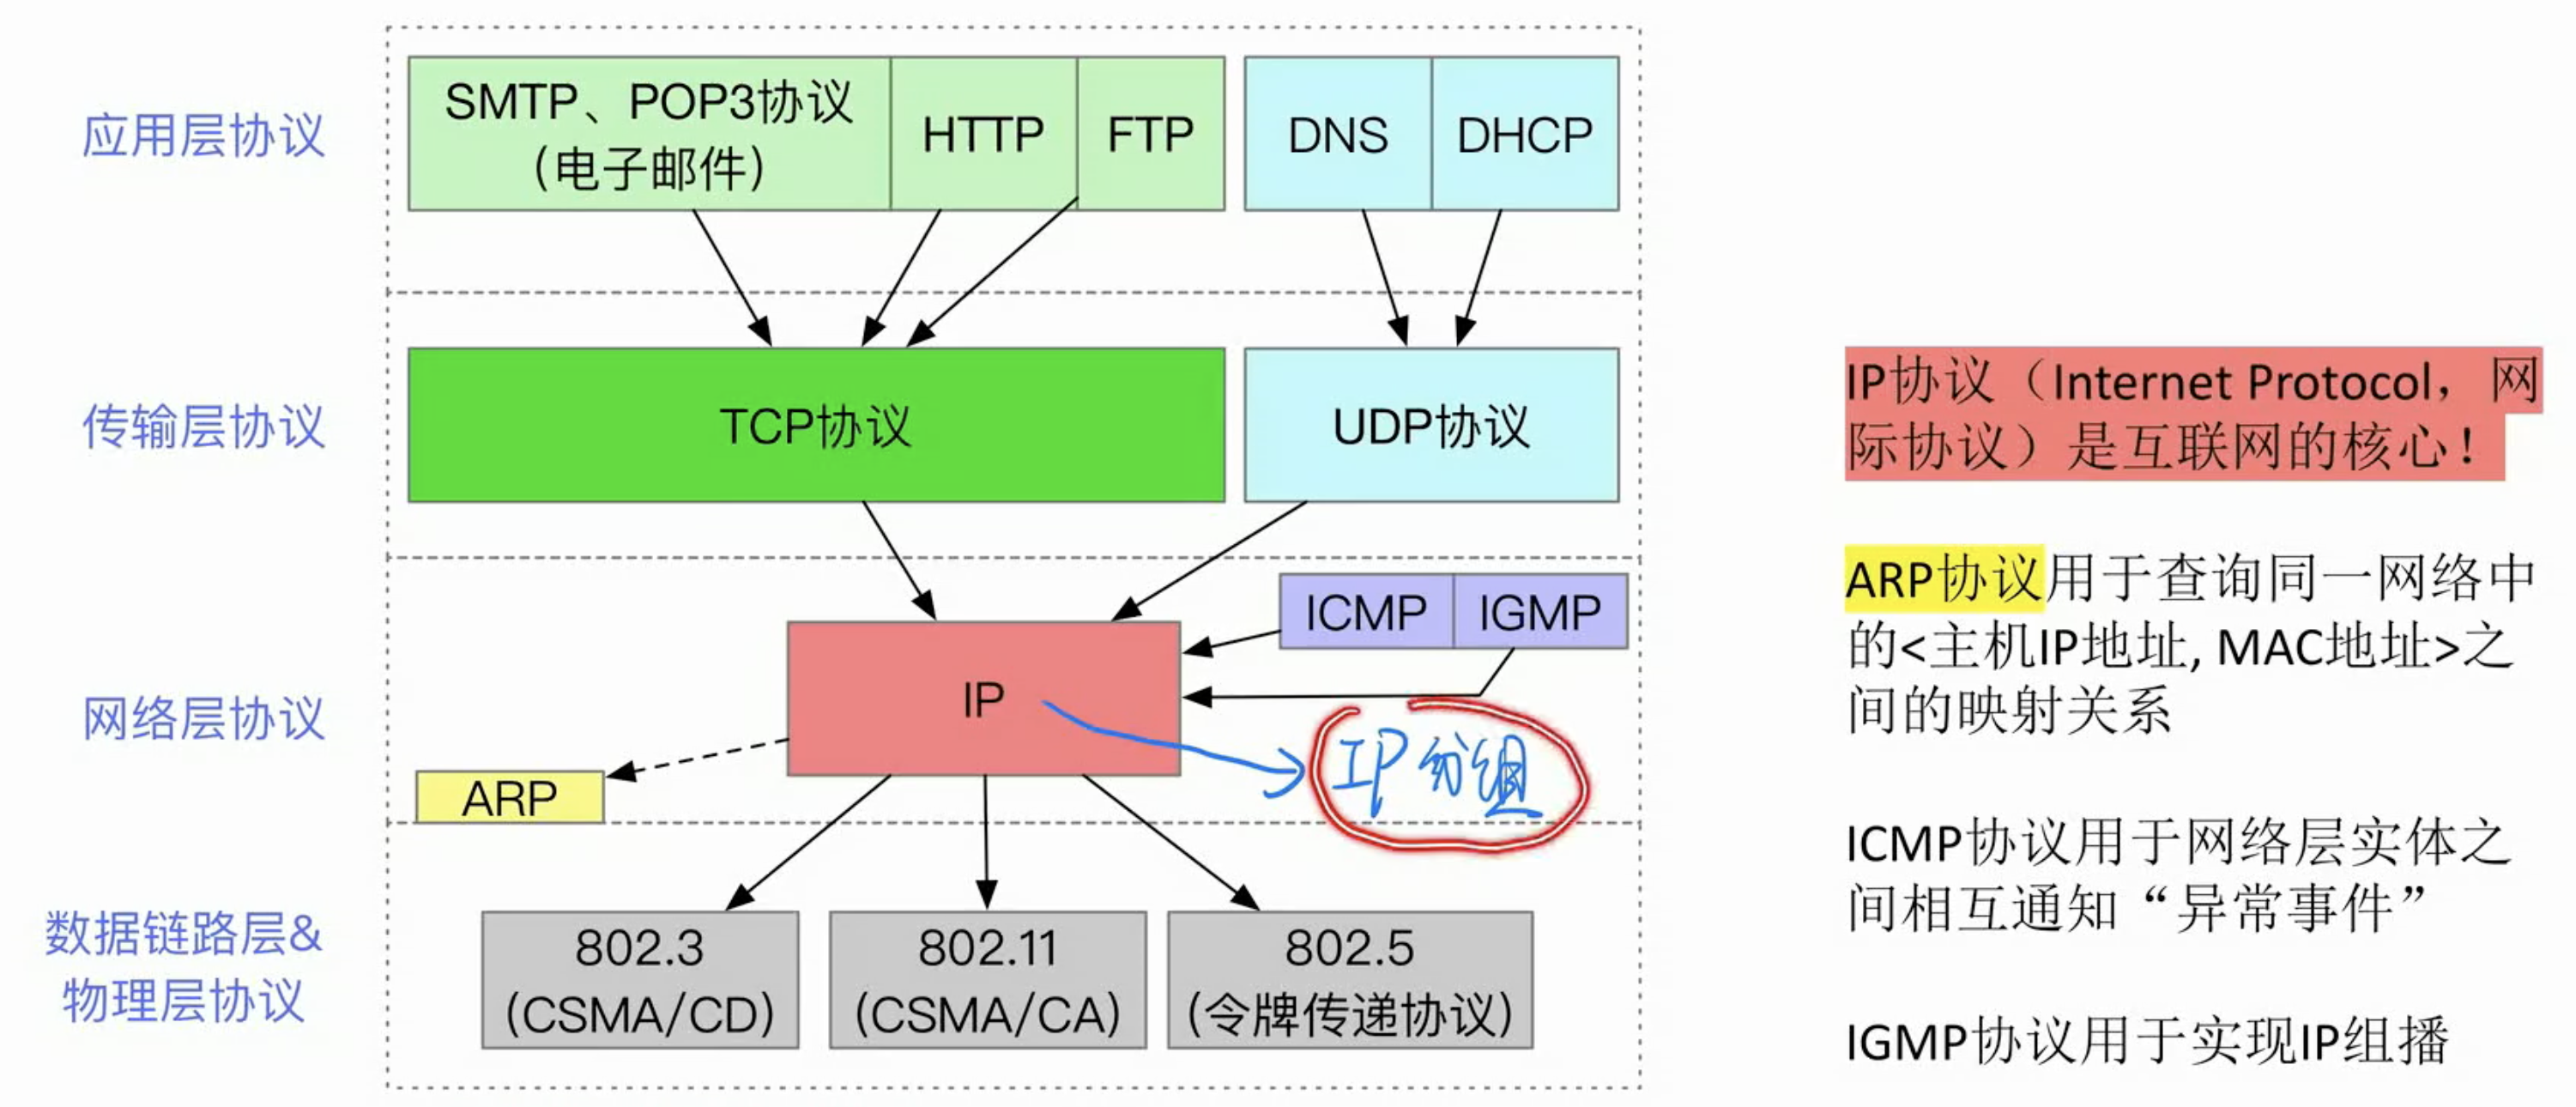 应用层协议
SMTP、POP3协议
(电子邮件)
HTTP
FTP
DNS
DHCP
传输层协议
TCP协议
UDP协议
网络层协议
ICMP
IGMP
IP
IP分组
ARP
数据链路层&
物理层协议
802.3
(CSMA/CD)
802.11
(CSMA/CA)
802.5
(令牌传递协议)
IP协议（Internet Protocol，网
际协议）是互联网的核心！
ARP协议用于查询同一网络中
的<主机IP地址, MAC地址>之
间的映射关系
ICMP协议用于网络层实体之
间相互通知“异常事件”
IGMP协议用于实现IP组播